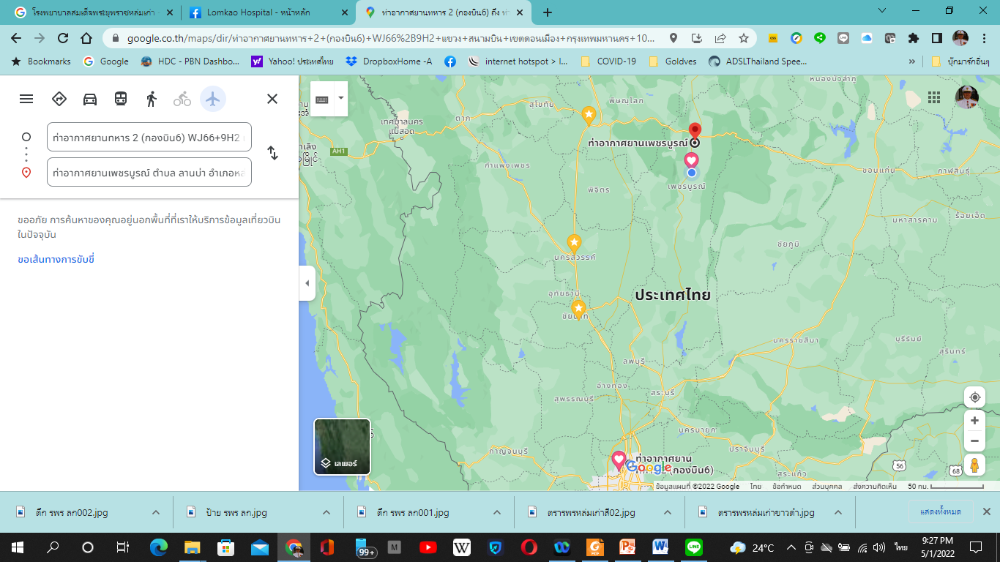 โรงพยาบาลสมเด็จพระยุพราชหล่มเก่า -
Lomkao Hospital - หน้าหลัก
ท่าอากาศยานทหาร 2 (กองบิน6) ถึง ท่า
google.co.th/maps/dir/ท่าอากาศยานทหาร+2+(กองบิน6)+WJ66%2B9H2+แขวง+สนามบิน+เขตดอนเมือง+กรุงเทพมหานคร+10...
Bookmarks
Google
HDC - PBN Dashbo...
Yahoo! ประเทศไทย
DropboxHome -A
internet hotspot > I...
COVID-19
Goldves
ADSLThailand Spee...
»
บุ๊กมาร์กอื่นๆ
ท่าอากาศยานทหาร 2 (กองบิน6) WJ66+9H2
ท่าอากาศยานเพชรบูรณ์ ตำบล ลานบ่า อำเภอหล
ขออภัย การค้นหาของคุณอยู่นอกพื้นที่ที่เราให้บริการข้อมูลเที่ยวบิน
ในปัจจุบัน
ขอเส้นทางการขับขี่
หนองบัวลำภู
พิษณุโลก
สุโขทัย
ตาก
เทศบาลนคร
แม่สอด
AH1
ท่าอากาศยานเพชรบูรณ์
กำแพงเพชร
ขอนแก่น
กาฬสินธุ์
เพชรบูรณ์
พิจิตร
มหาสารคาม
ร้อยเอ็ด
ชัยภูมิ
นครสวรรค์
อุทัยธานี
ประเทศไทย
ชัยนาท
นครราชสีมา
บุรีรัมย์
สุรินทร์
ลพบุรี
อ่างทอง
สระบุรี
สุพรรณบุรี
นครนายก
ปราจีนบุรี
กาญจนบุรี
ท่าอากาศยาน
ทหาร 2 (กองบิน6)
Google
สระแก้ว
56
68
เลเยอร์
ข้อมูลแผนที่ ©2022 Google
ไทย
ข้อกำหนด
ส่วนบุคคล
ส่งความคิดเห็น
50 กม.
ตึก รพร ลก002.jpg
ป้าย รพร ลก.jpg
ตึก รพร ลก001.jpg
ตรารพรหล่มเก่าสี02.jpg
ตรารพรหล่มเก่าขาวดำ.jpg
แสดงทั้งหมด
99+
M
W
LINE
24°C
ไทย
9:27 PM
5/1/2022